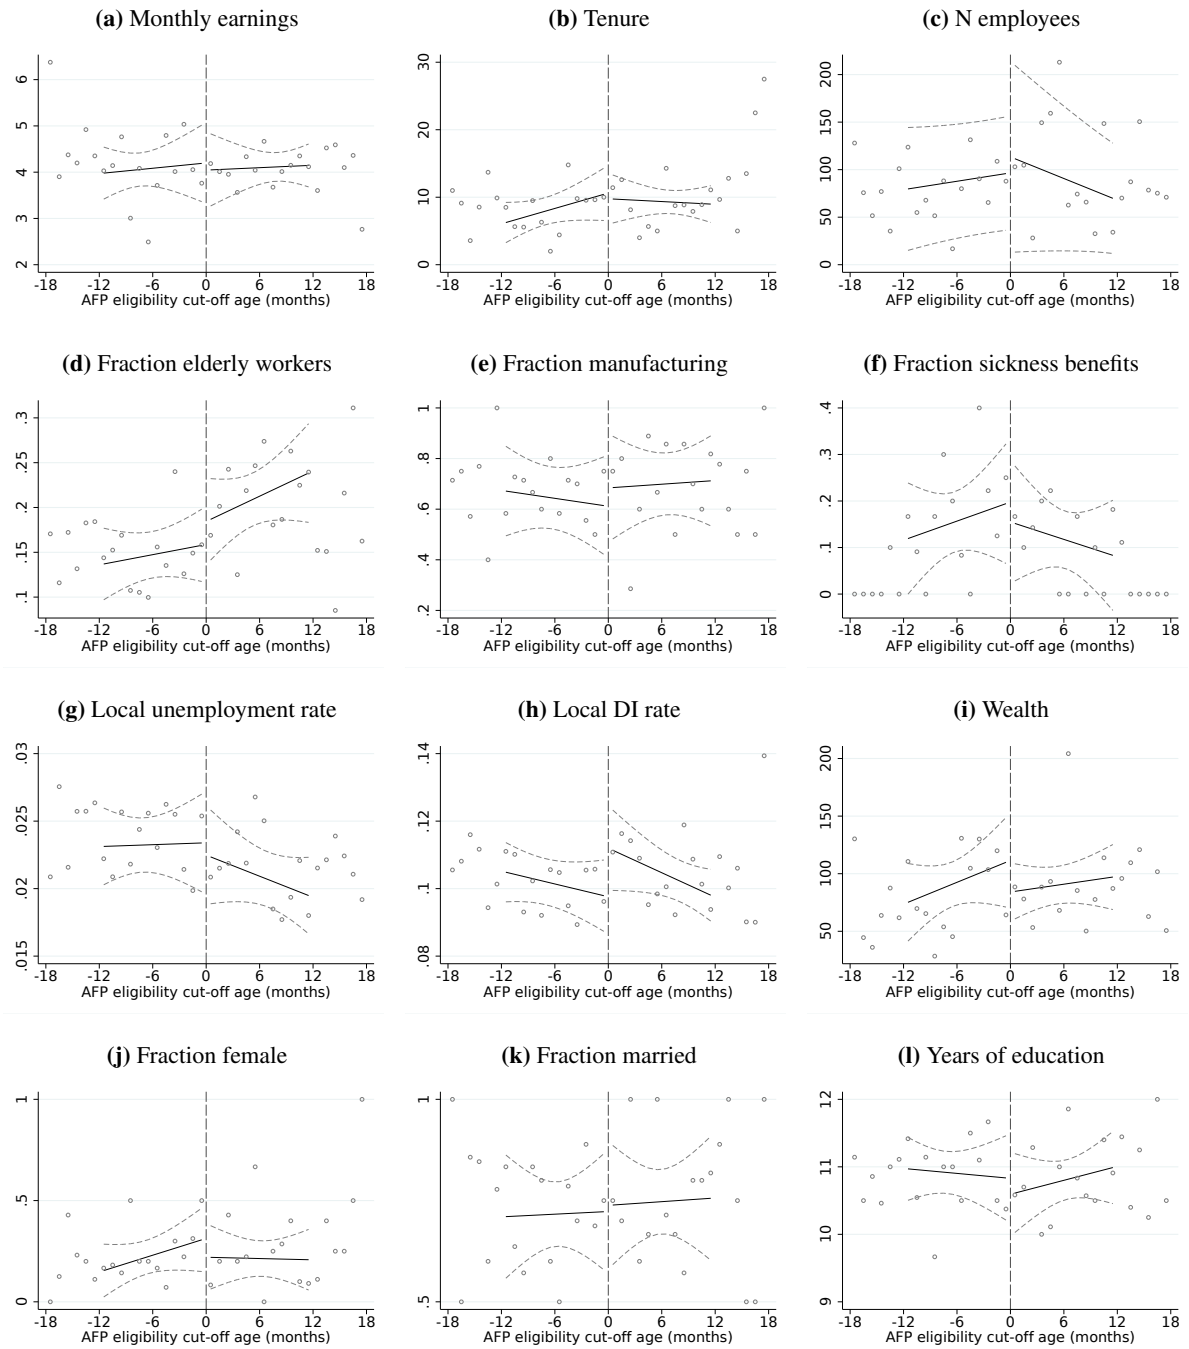 (a) Monthly earnings
(b) Tenure
(c) N employees
6
5
4
3
2
-18 -12 -6 0 6 12 18
AFP eligibility cut-off age (months)
30
20
10
0
-18 -12 -6 0 6 12 18
AFP eligibility cut-off age (months)
200
150
100
50
0
-18 -12 -6 0 6 12 18
AFP eligibility cut-off age (months)
(d) Fraction elderly workers
(e) Fraction manufacturing
(f) Fraction sickness benefits
.3
.25
.2
.15
.1
-18 -12 -6 0 6 12 18
AFP eligibility cut-off age (months)
1
.8
.6
.4
.2
-18 -12 -6 0 6 12 18
AFP eligibility cut-off age (months)
.4
.3
.2
.1
0
-18 -12 -6 0 6 12 18
AFP eligibility cut-off age (months)
(g) Local unemployment rate
(h) Local DI rate
(i) Wealth
.03
.025
.02
.015
-18 -12 -6 0 6 12 18
AFP eligibility cut-off age (months)
.14
.12
.1
.08
-18 -12 -6 0 6 12 18
AFP eligibility cut-off age (months)
200
150
100
50
-18 -12 -6 0 6 12 18
AFP eligibility cut-off age (months)
(j) Fraction female
(k) Fraction married
(l) Years of education
1
.5
0
-18 -12 -6 0 6 12 18
AFP eligibility cut-off age (months)
1
.5
-18 -12 -6 0 6 12 18
AFP eligibility cut-off age (months)
12
11
10
9
-18 -12 -6 0 6 12 18
AFP eligibility cut-off age (months)